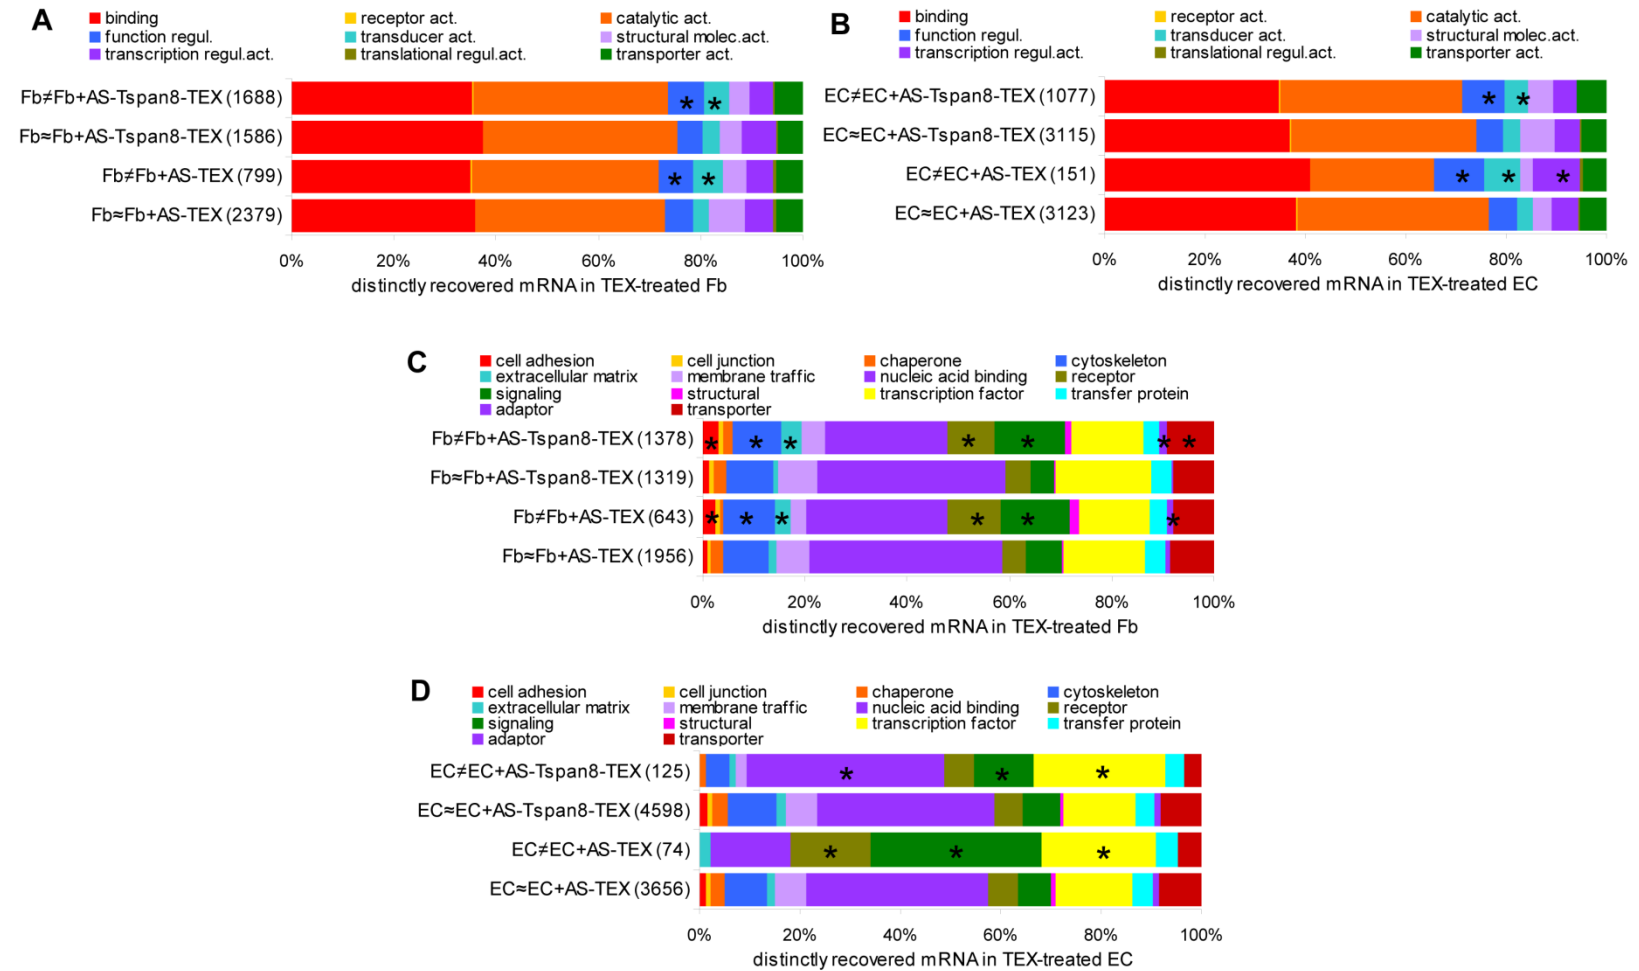 A
binding receptor act. catalytic act.
function regul. transducer act. structural molec.act.
transcription regul.act. translational regul.act. transporter act.
Fb≠Fb+AS-Tspan8-TEX (1688)
* *
Fb≈Fb+AS-Tspan8-TEX (1586)
Fb≠Fb+AS-TEX (799)
* *
Fb≈Fb+AS-TEX (2379)
0% 20% 40% 60% 80% 100%
distinctly recovered mRNA in TEX-treated Fb
B
binding receptor act. catalytic act.
function regul. transducer act. structural molec.act.
transcription regul.act. translational regul.act. transporter act.
EC≠EC+AS-Tspan8-TEX (1077)
* *
EC≈EC+AS-Tspan8-TEX (3115)
EC≠EC+AS-TEX (151)
* * *
EC≈EC+AS-TEX (3123)
0% 20% 40% 60% 80% 100%
distinctly recovered mRNA in TEX-treated EC
C
cell adhesion cell junction chaperone cytoskeleton
extracellular matrix membrane traffic nucleic acid binding receptor
signaling structural transcription factor transfer protein
adaptor transporter
Fb≠Fb+AS-Tspan8-TEX (1378)
* * * * * * *
Fb≈Fb+AS-Tspan8-TEX (1319)
Fb≠Fb+AS-TEX (643)
* * * * * *
Fb≈Fb+AS-TEX (1956)
0% 20% 40% 60% 80% 100%
distinctly recovered mRNA in TEX-treated Fb
D
cell adhesion cell junction chaperone cytoskeleton
extracellular matrix membrane traffic nucleic acid binding receptor
signaling structural transcription factor transfer protein
adaptor transporter
EC≠EC+AS-Tspan8-TEX (125)
* * *
EC≈EC+AS-Tspan8-TEX (4598)
EC≠EC+AS-TEX (74)
* * *
EC≈EC+AS-TEX (3656)
0% 20% 40% 60% 80% 100%
distinctly recovered mRNA in TEX-treated EC